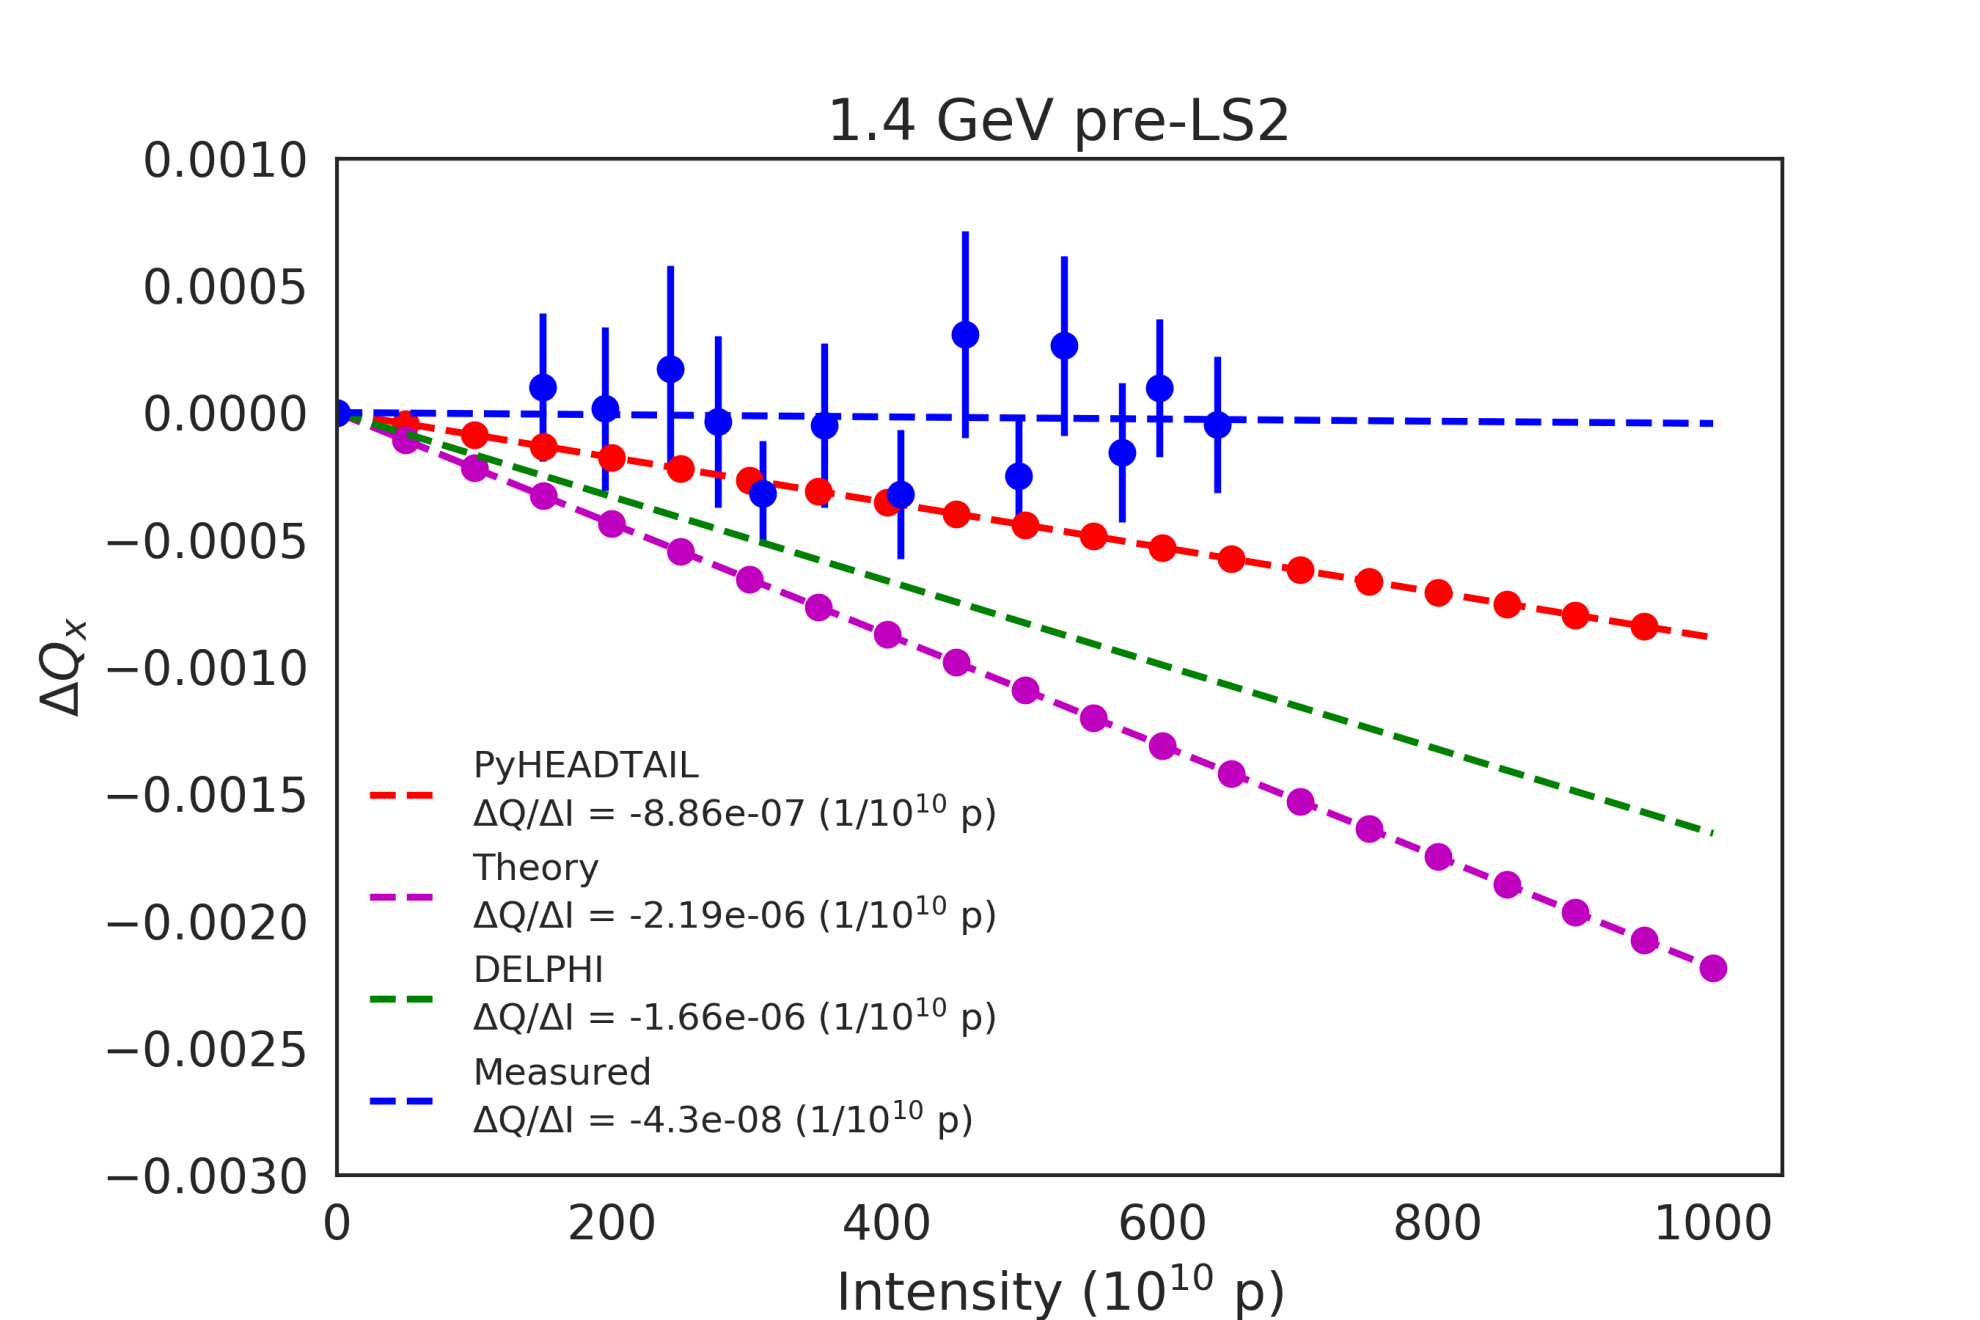 1.4 GeV pre-LS2
0.0010
0.0005
0.0000
−0.0005
−0.0010
−0.0015
−0.0020
−0.0025
−0.0030
ΔQₓ
PyHEADTAIL
ΔQ/ΔI = -8.86e-07 (1/10¹⁰ p)
Theory
ΔQ/ΔI = -2.19e-06 (1/10¹⁰ p)
DELPHI
ΔQ/ΔI = -1.66e-06 (1/10¹⁰ p)
Measured
ΔQ/ΔI = -4.3e-08 (1/10¹⁰ p)
0 200 400 600 800 1000
Intensity (10¹⁰ p)